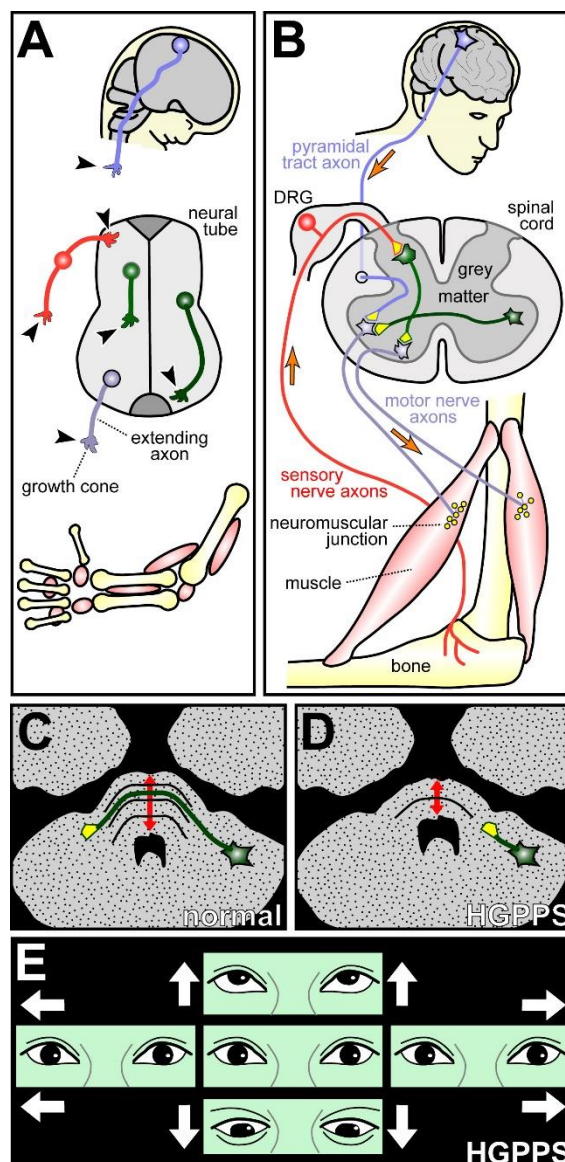 A
neural
tube
extending
axon
growth cone
B
pyramidal
tract axon
DRG
spinal
cord
grey
matter
motor nerve
axons
sensory
nerve axons
neuromuscular
junction
muscle
bone
C
normal
D
HGPPS
E
HGPPS